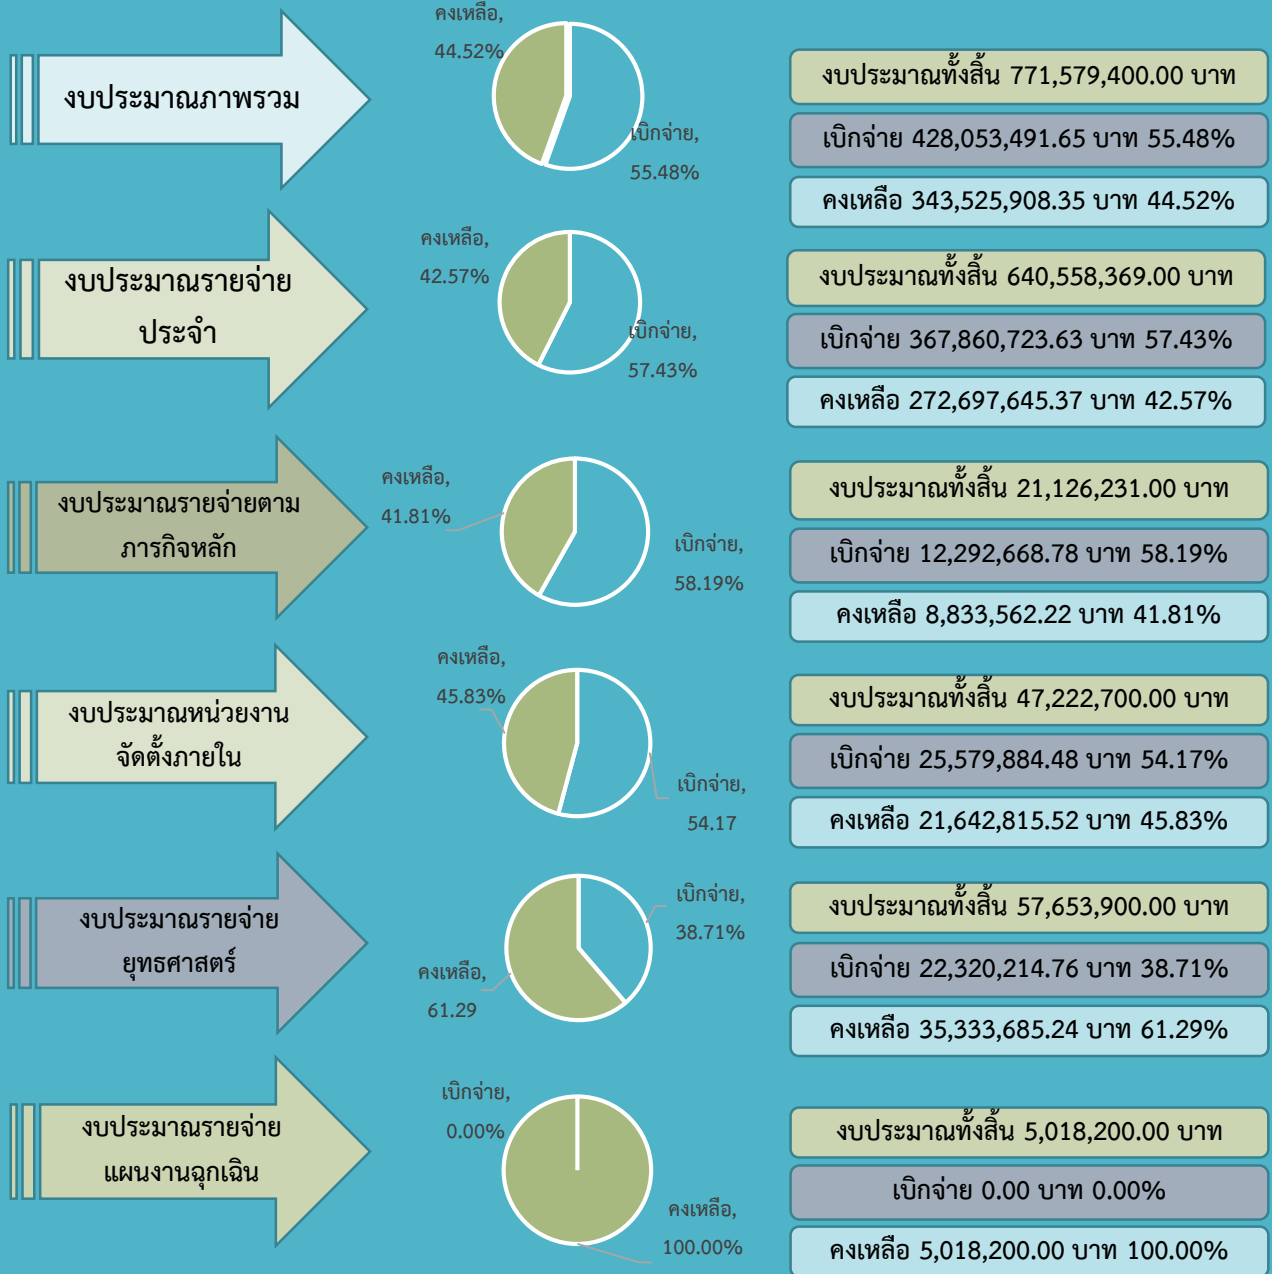 งบประมาณภาพรวม
คงเหลือ,
44.52%
เบิกจ่าย,
55.48%
งบประมาณทั้งสิ้น 771,579,400.00 บาท
เบิกจ่าย 428,053,491.65 บาท 55.48%
คงเหลือ 343,525,908.35 บาท 44.52%
งบประมาณรายจ่าย
ประจำ
คงเหลือ,
42.57%
เบิกจ่าย,
57.43%
งบประมาณทั้งสิ้น 640,558,369.00 บาท
เบิกจ่าย 367,860,723.63 บาท 57.43%
คงเหลือ 272,697,645.37 บาท 42.57%
งบประมาณรายจ่ายตาม
ภารกิจหลัก
คงเหลือ,
41.81%
เบิกจ่าย,
58.19%
งบประมาณทั้งสิ้น 21,126,231.00 บาท
เบิกจ่าย 12,292,668.78 บาท 58.19%
คงเหลือ 8,833,562.22 บาท 41.81%
งบประมาณหน่วยงาน
จัดตั้งภายใน
คงเหลือ,
45.83%
เบิกจ่าย,
54.17
งบประมาณทั้งสิ้น 47,222,700.00 บาท
เบิกจ่าย 25,579,884.48 บาท 54.17%
คงเหลือ 21,642,815.52 บาท 45.83%
งบประมาณรายจ่าย
ยุทธศาสตร์
เบิกจ่าย,
38.71%
คงเหลือ,
61.29
งบประมาณทั้งสิ้น 57,653,900.00 บาท
เบิกจ่าย 22,320,214.76 บาท 38.71%
คงเหลือ 35,333,685.24 บาท 61.29%
งบประมาณรายจ่าย
แผนงานฉุกเฉิน
เบิกจ่าย,
0.00%
คงเหลือ,
100.00%
งบประมาณทั้งสิ้น 5,018,200.00 บาท
เบิกจ่าย 0.00 บาท 0.00%
คงเหลือ 5,018,200.00 บาท 100.00%